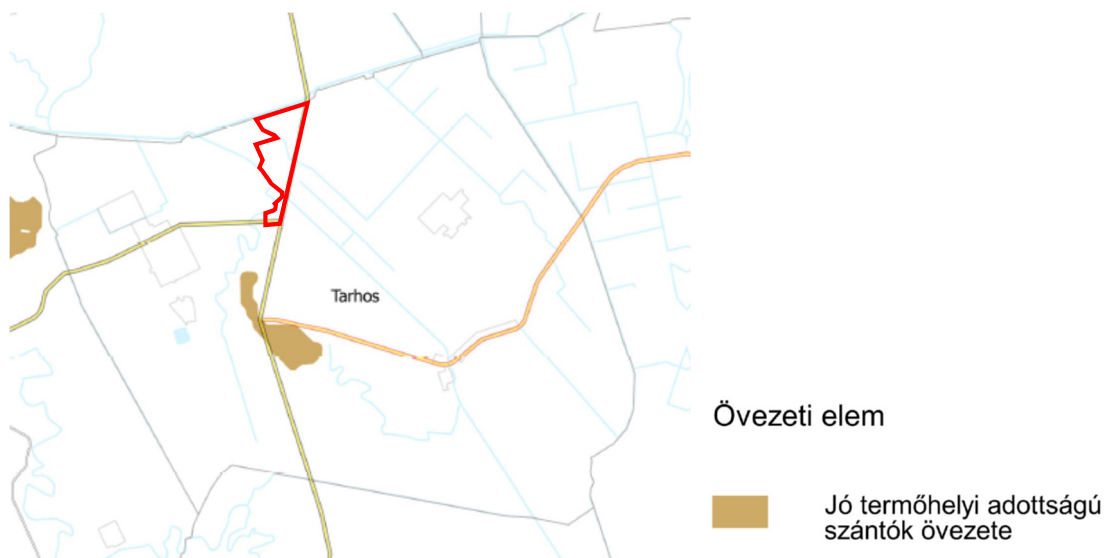 Tarhos
Övezeti elem
Jó termőhelyi adottságú
szántók övezete